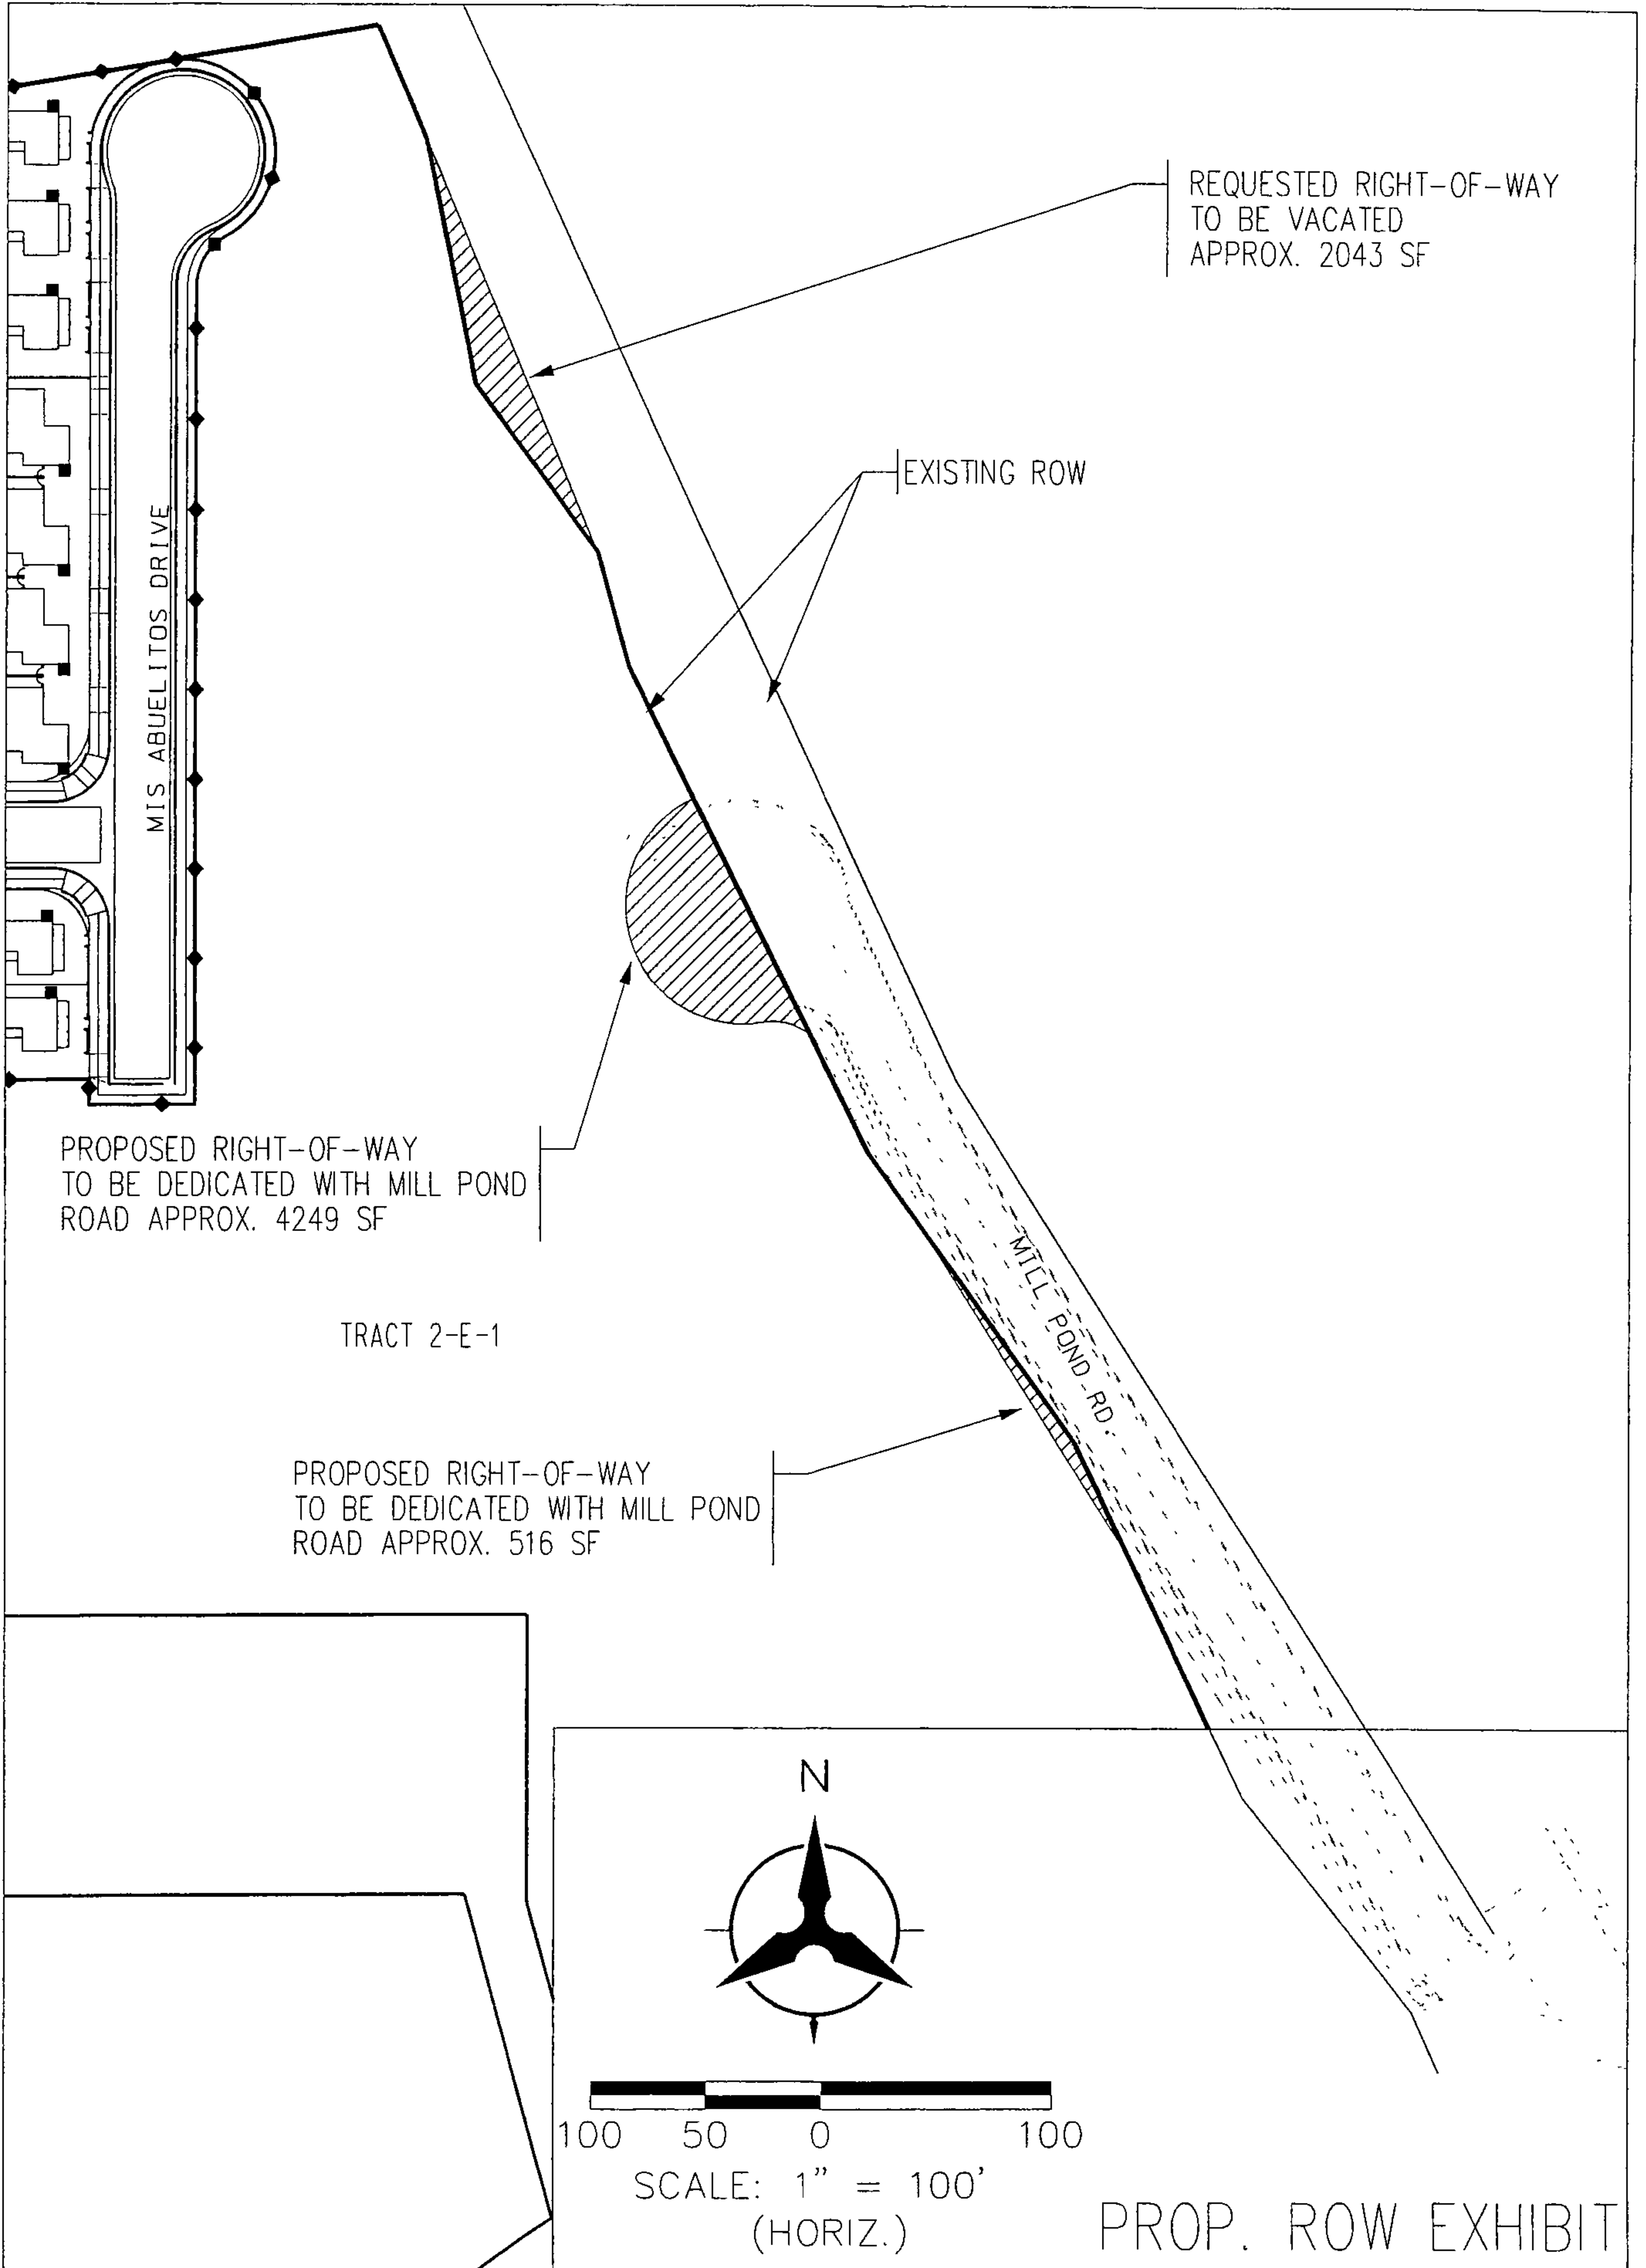 REQUESTED RIGHT-OF-WAY
TO BE VACATED
APPROX. 2043 SF
EXISTING ROW
MIS ABUELITOS DRIVE
PROPOSED RIGHT-OF-WAY
TO BE DEDICATED WITH MILL POND
ROAD APPROX. 4249 SF
MILL POND RD.
TRACT 2-E-1
PROPOSED RIGHT-OF-WAY
TO BE DEDICATED WITH MILL POND
ROAD APPROX. 516 SF
N
100 50 0 100
SCALE: 1" = 100'
(HORIZ.)
PROP. ROW EXHIBIT